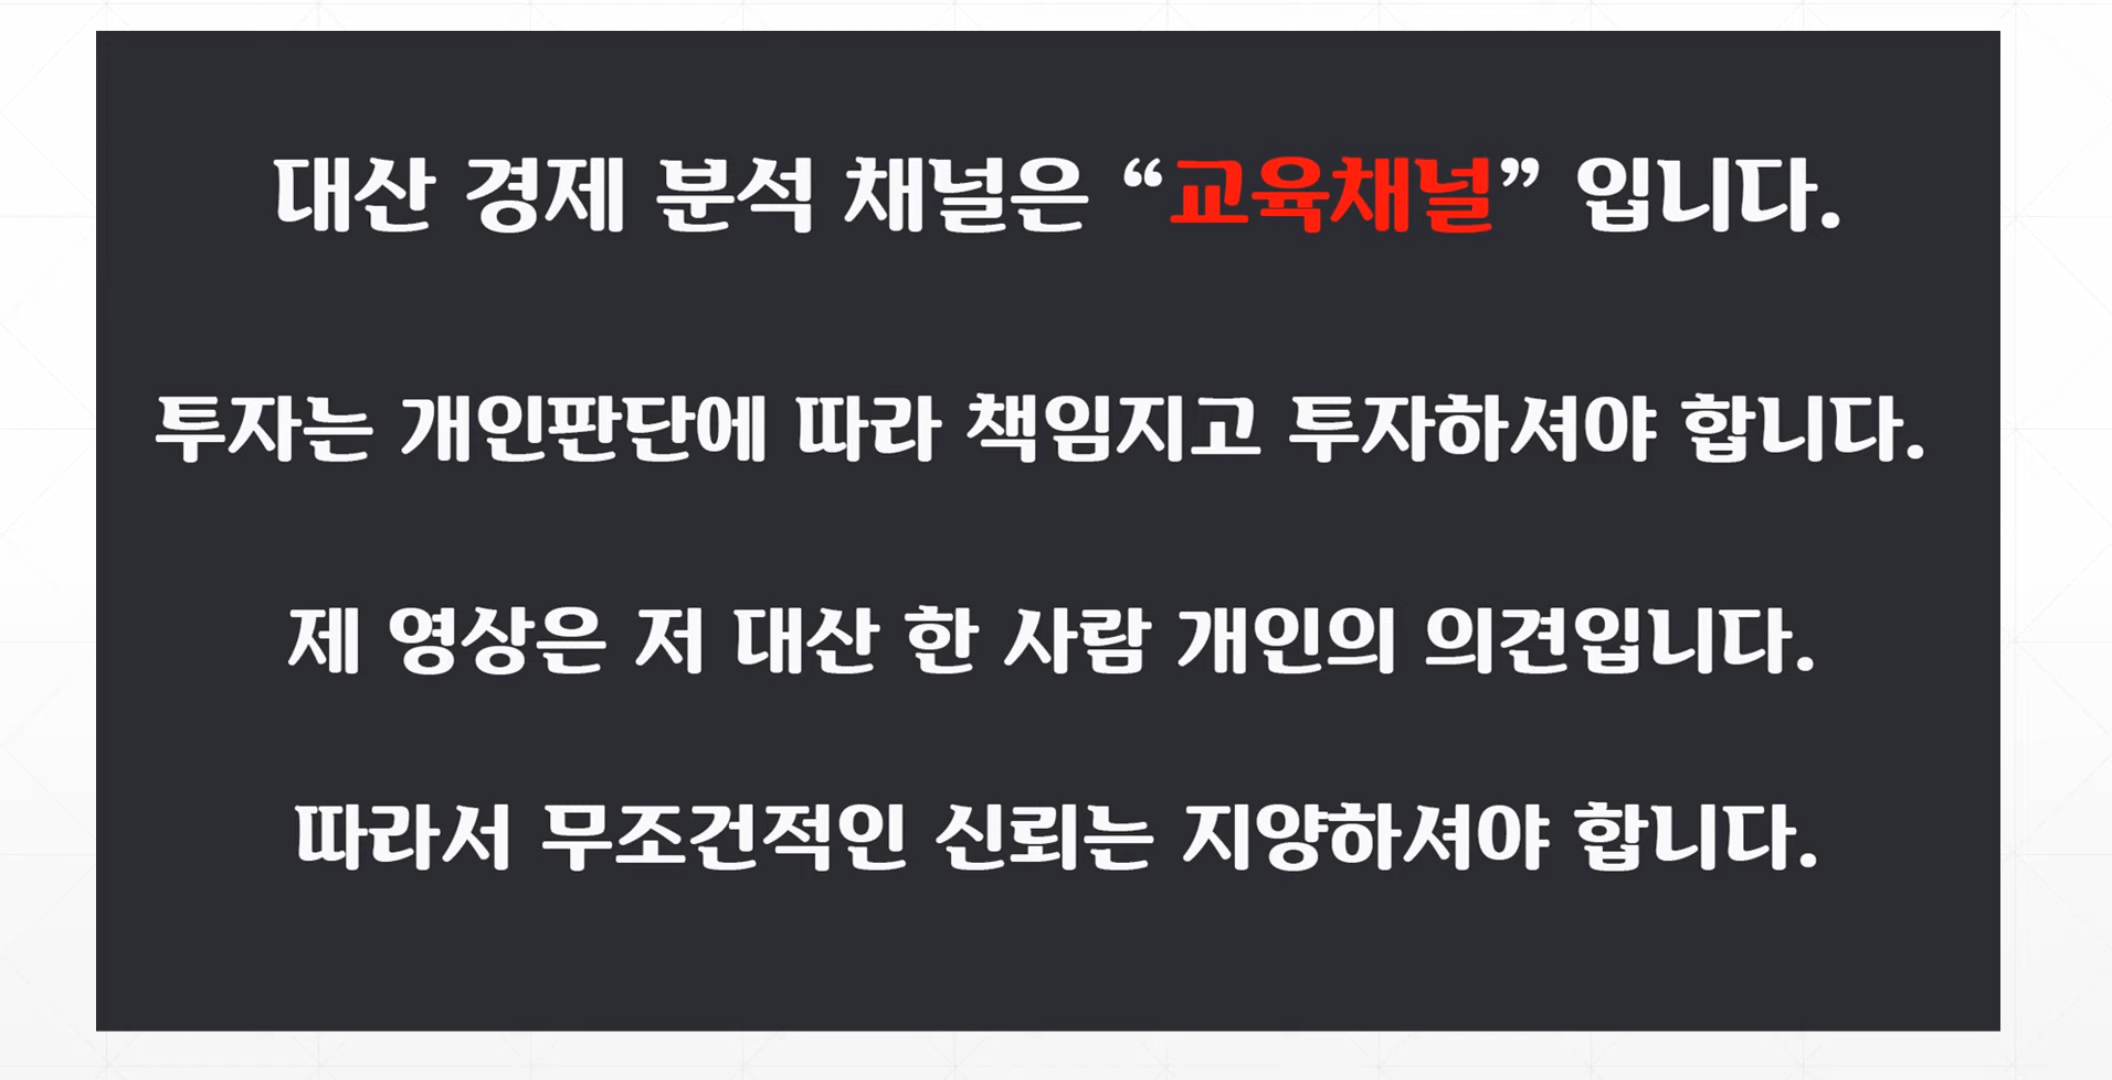 대산 경제 분석 채널은 “교육채널” 입니다.
투자는 개인판단에 따라 책임지고 투자하셔야 합니다.
제 영상은 저 대산 한 사람 개인의 의견입니다.
따라서 무조건적인 신뢰는 지양하셔야 합니다.